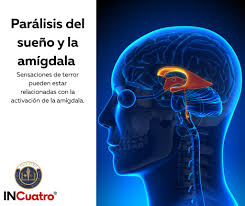 Parálisis del
sueño y la
amígdala
Sensaciones de terror
pueden estar
relacionadas con la
activación de la amígdala.
INCuatro®